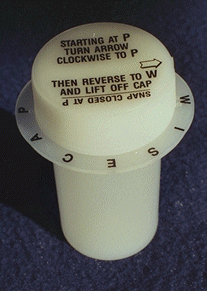 STARTING AT P
TURN ARROW
CLOCKWISE TO P
THEN REVERSE TO W
AND LIFT OFF CAP
SNAP CLOSED AT P
P A C E S I W